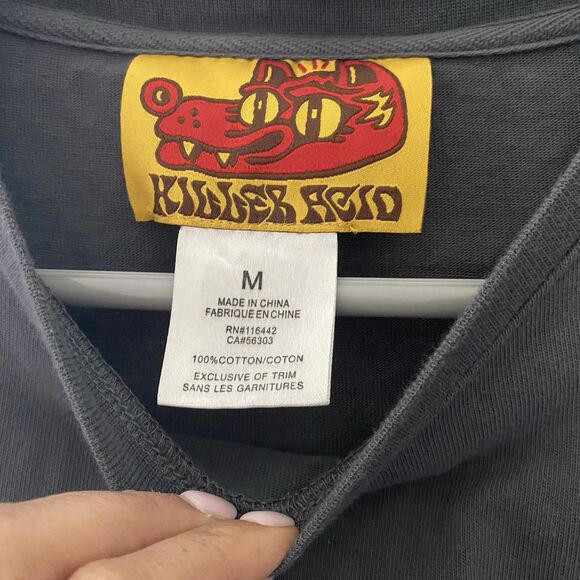 KILLER ACID
M
MADE IN CHINA
FABRIQUE EN CHINE
RN#116442
CA#56303
100%COTTON/COTON
EXCLUSIVE OF TRIM
SANS LES GARNITURES